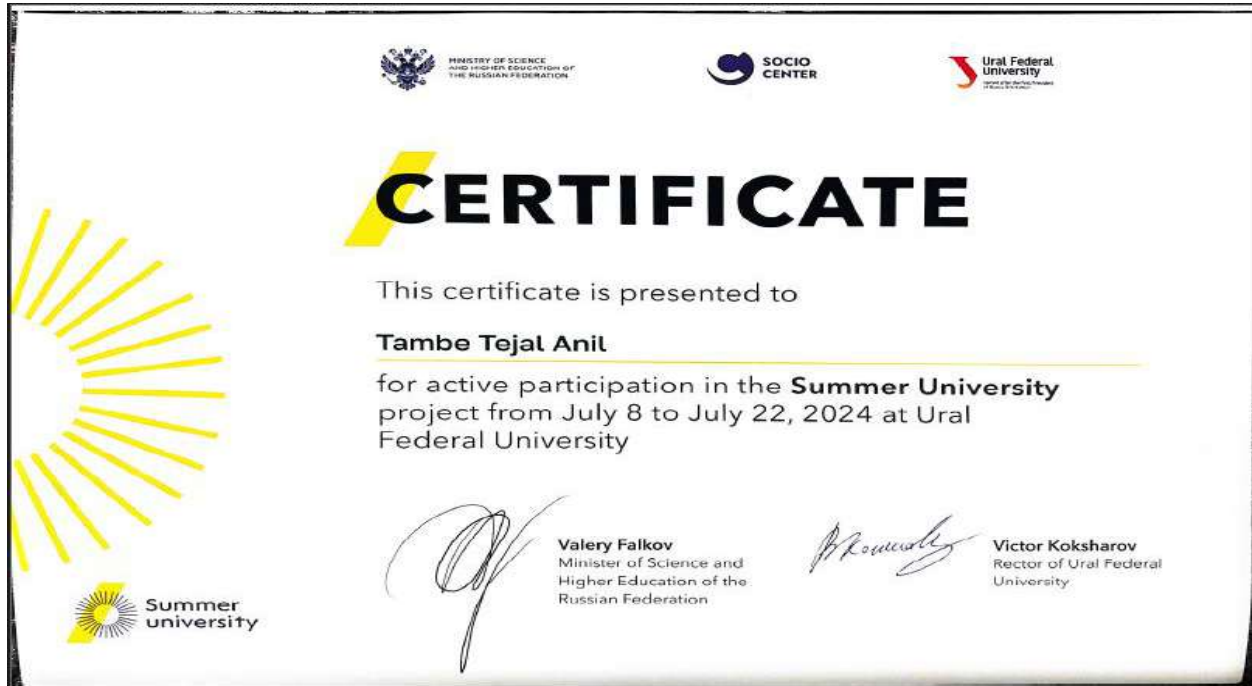 MINISTRY OF SCIENCE
AND HIGHER EDUCATION OF
THE RUSSIAN FEDERATION
SOCIO
CENTER
Ural Federal
University
CERTIFICATE
This certificate is presented to
Tambe Tejal Anil
for active participation in the Summer University
project from July 8 to July 22, 2024 at Ural
Federal University
Valery Falkov
Minister of Science and
Higher Education of the
Russian Federation
Victor Koksharov
Rector of Ural Federal
University
Summer
university